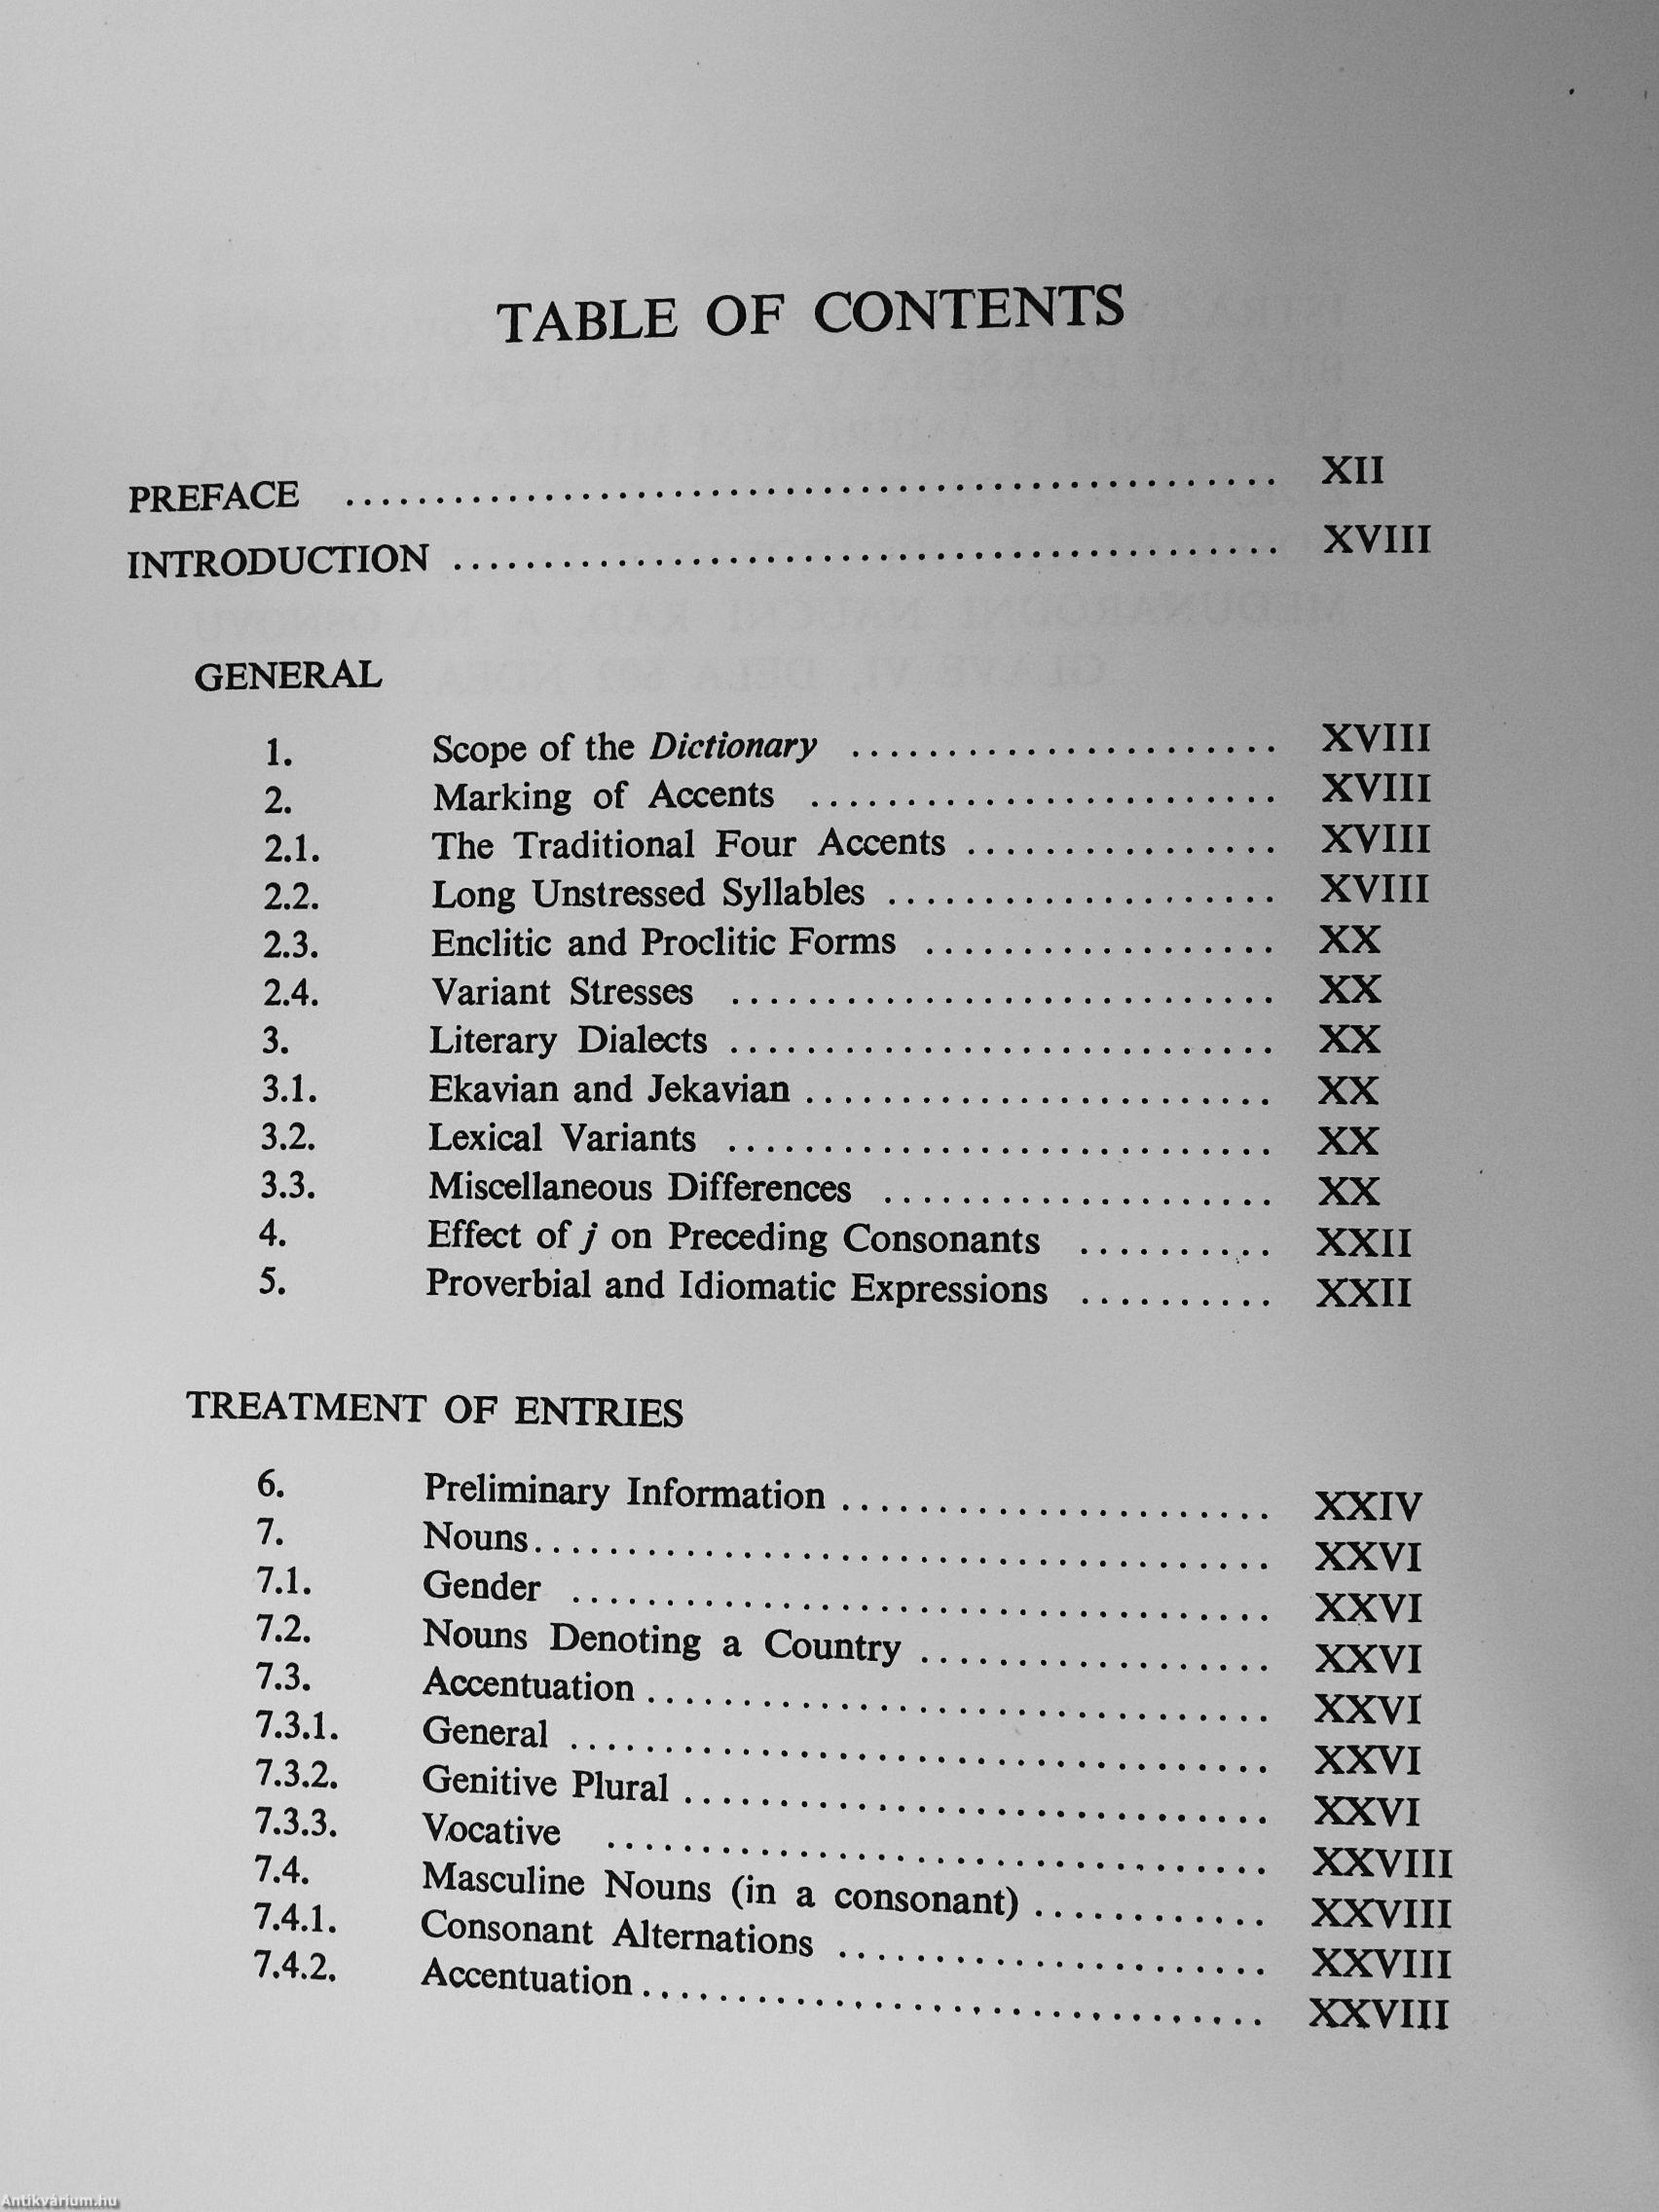 TABLE OF CONTENTS
PREFACE .................................................. XII
INTRODUCTION ............................................. XVIII
GENERAL
1. Scope of the Dictionary ....................... XVIII
2. Marking of Accents ......................... XVIII
2.1. The Traditional Four Accents ................ XVIII
2.2. Long Unstressed Syllables .................... XVIII
2.3. Enclitic and Proclitic Forms .................. XX
2.4. Variant Stresses ............................ XX
3. Literary Dialects ............................ XX
3.1. Ekavian and Jekavian ........................ XX
3.2. Lexical Variants ............................ XX
3.3. Miscellaneous Differences .................... XX
4. Effect of j on Preceding Consonants .......... XXII
5. Proverbial and Idiomatic Expressions .......... XXII
TREATMENT OF ENTRIES
6. Preliminary Information ...................... XXIV
7. Nouns...................................... XXVI
7.1. Gender .................................... XXVI
7.2. Nouns Denoting a Country .................. XXVI
7.3. Accentuation ................................ XXVI
7.3.1. General .................................... XXVI
7.3.2. Genitive Plural .............................. XXVI
7.3.3. Vocative .................................. XXVIII
7.4. Masculine Nouns (in a consonant) ............ XXVIII
7.4.1. Consonant Alternations ...................... XXVIII
7.4.2. Accentuation ................................ XXVIII
Antikvárium.hu